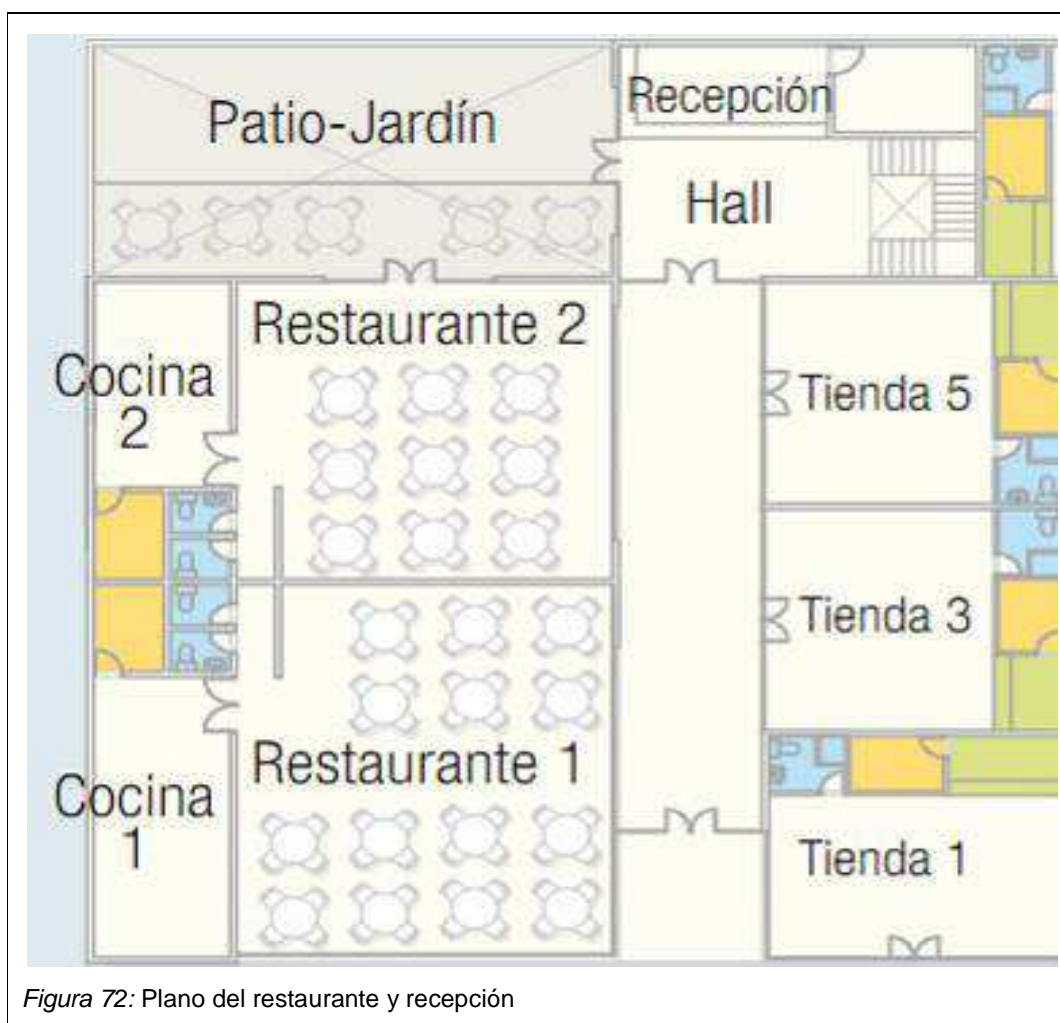 Patio-Jardín
Recepción
Hall
Restaurante 2
Cocina
2
Tienda 5
Tienda 3
Restaurante 1
Cocina
1
Tienda 1
Figura 72: Plano del restaurante y recepción